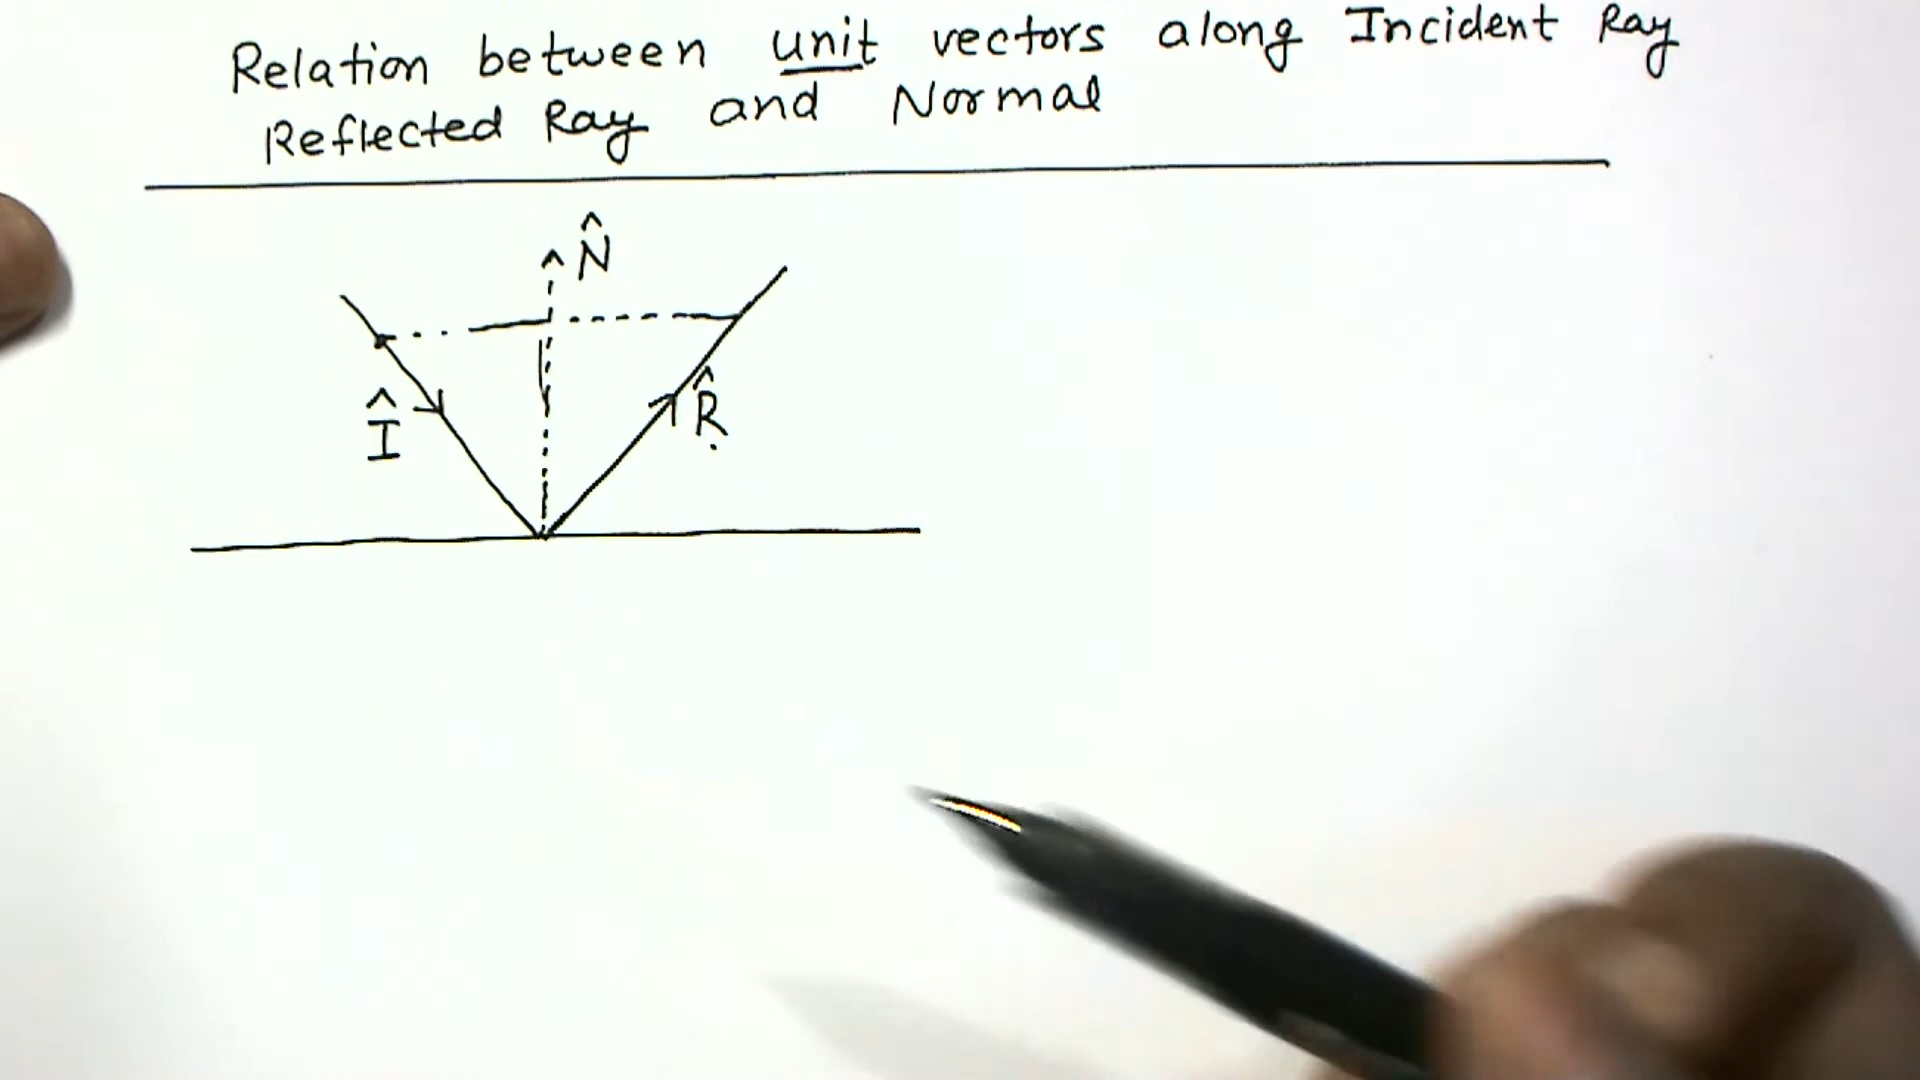 Relation between unit vectors along Incident Ray
Reflected Ray and Normal
N̂
Î
R̂